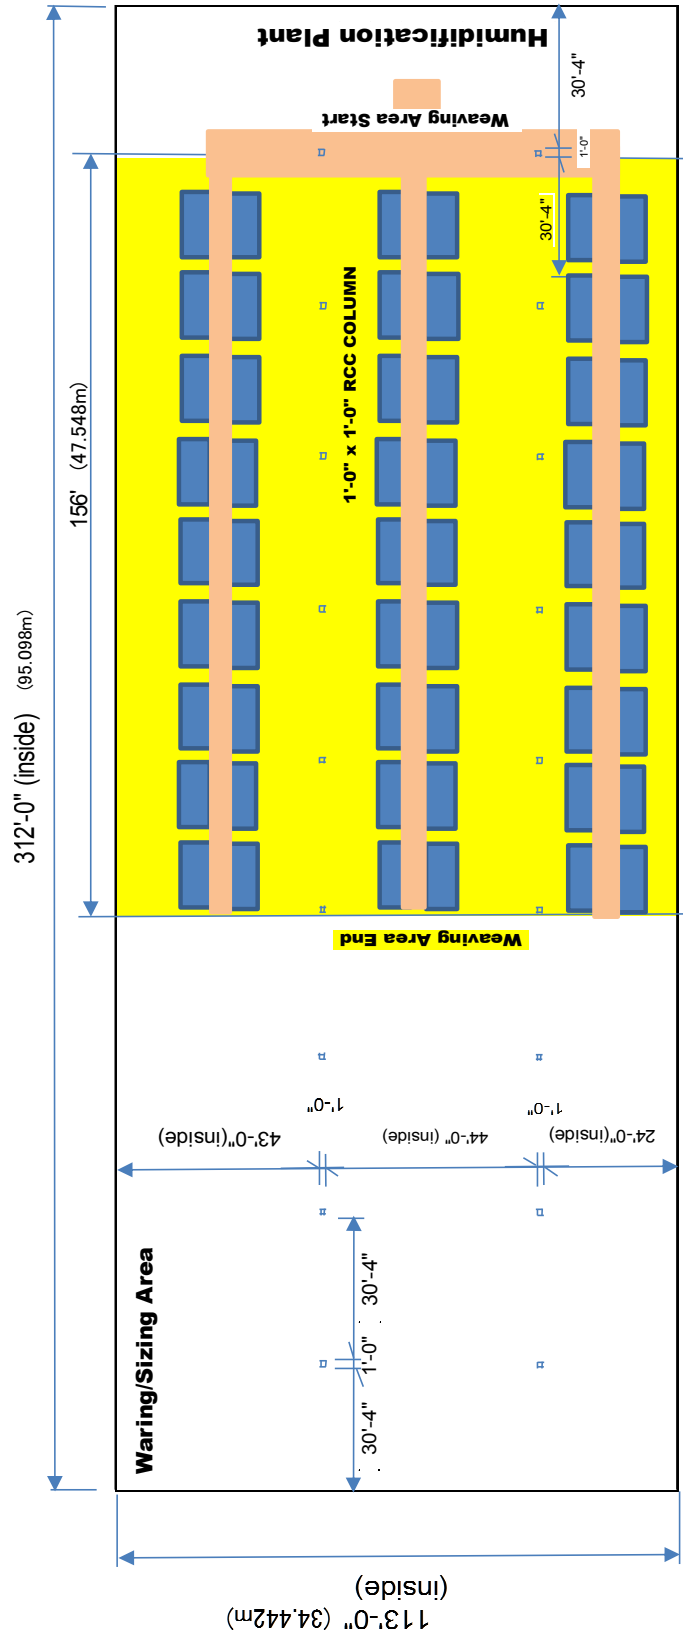 Humidification Plant
30'-4"
Weaving Area Start
1'-0"
30'-4"
1'-0" x 1'-0" RCC COLUMN
156' (47.548m)
312'-0" (inside) (95.098m)
Weaving Area End
1'-0"
1'-0"
43'-0"(inside)
44'-0" (inside)
24'-0"(inside)
Waring/Sizing Area
30'-4"
1'-0"
30'-4"
113'-0" (34.442m)
(inside)